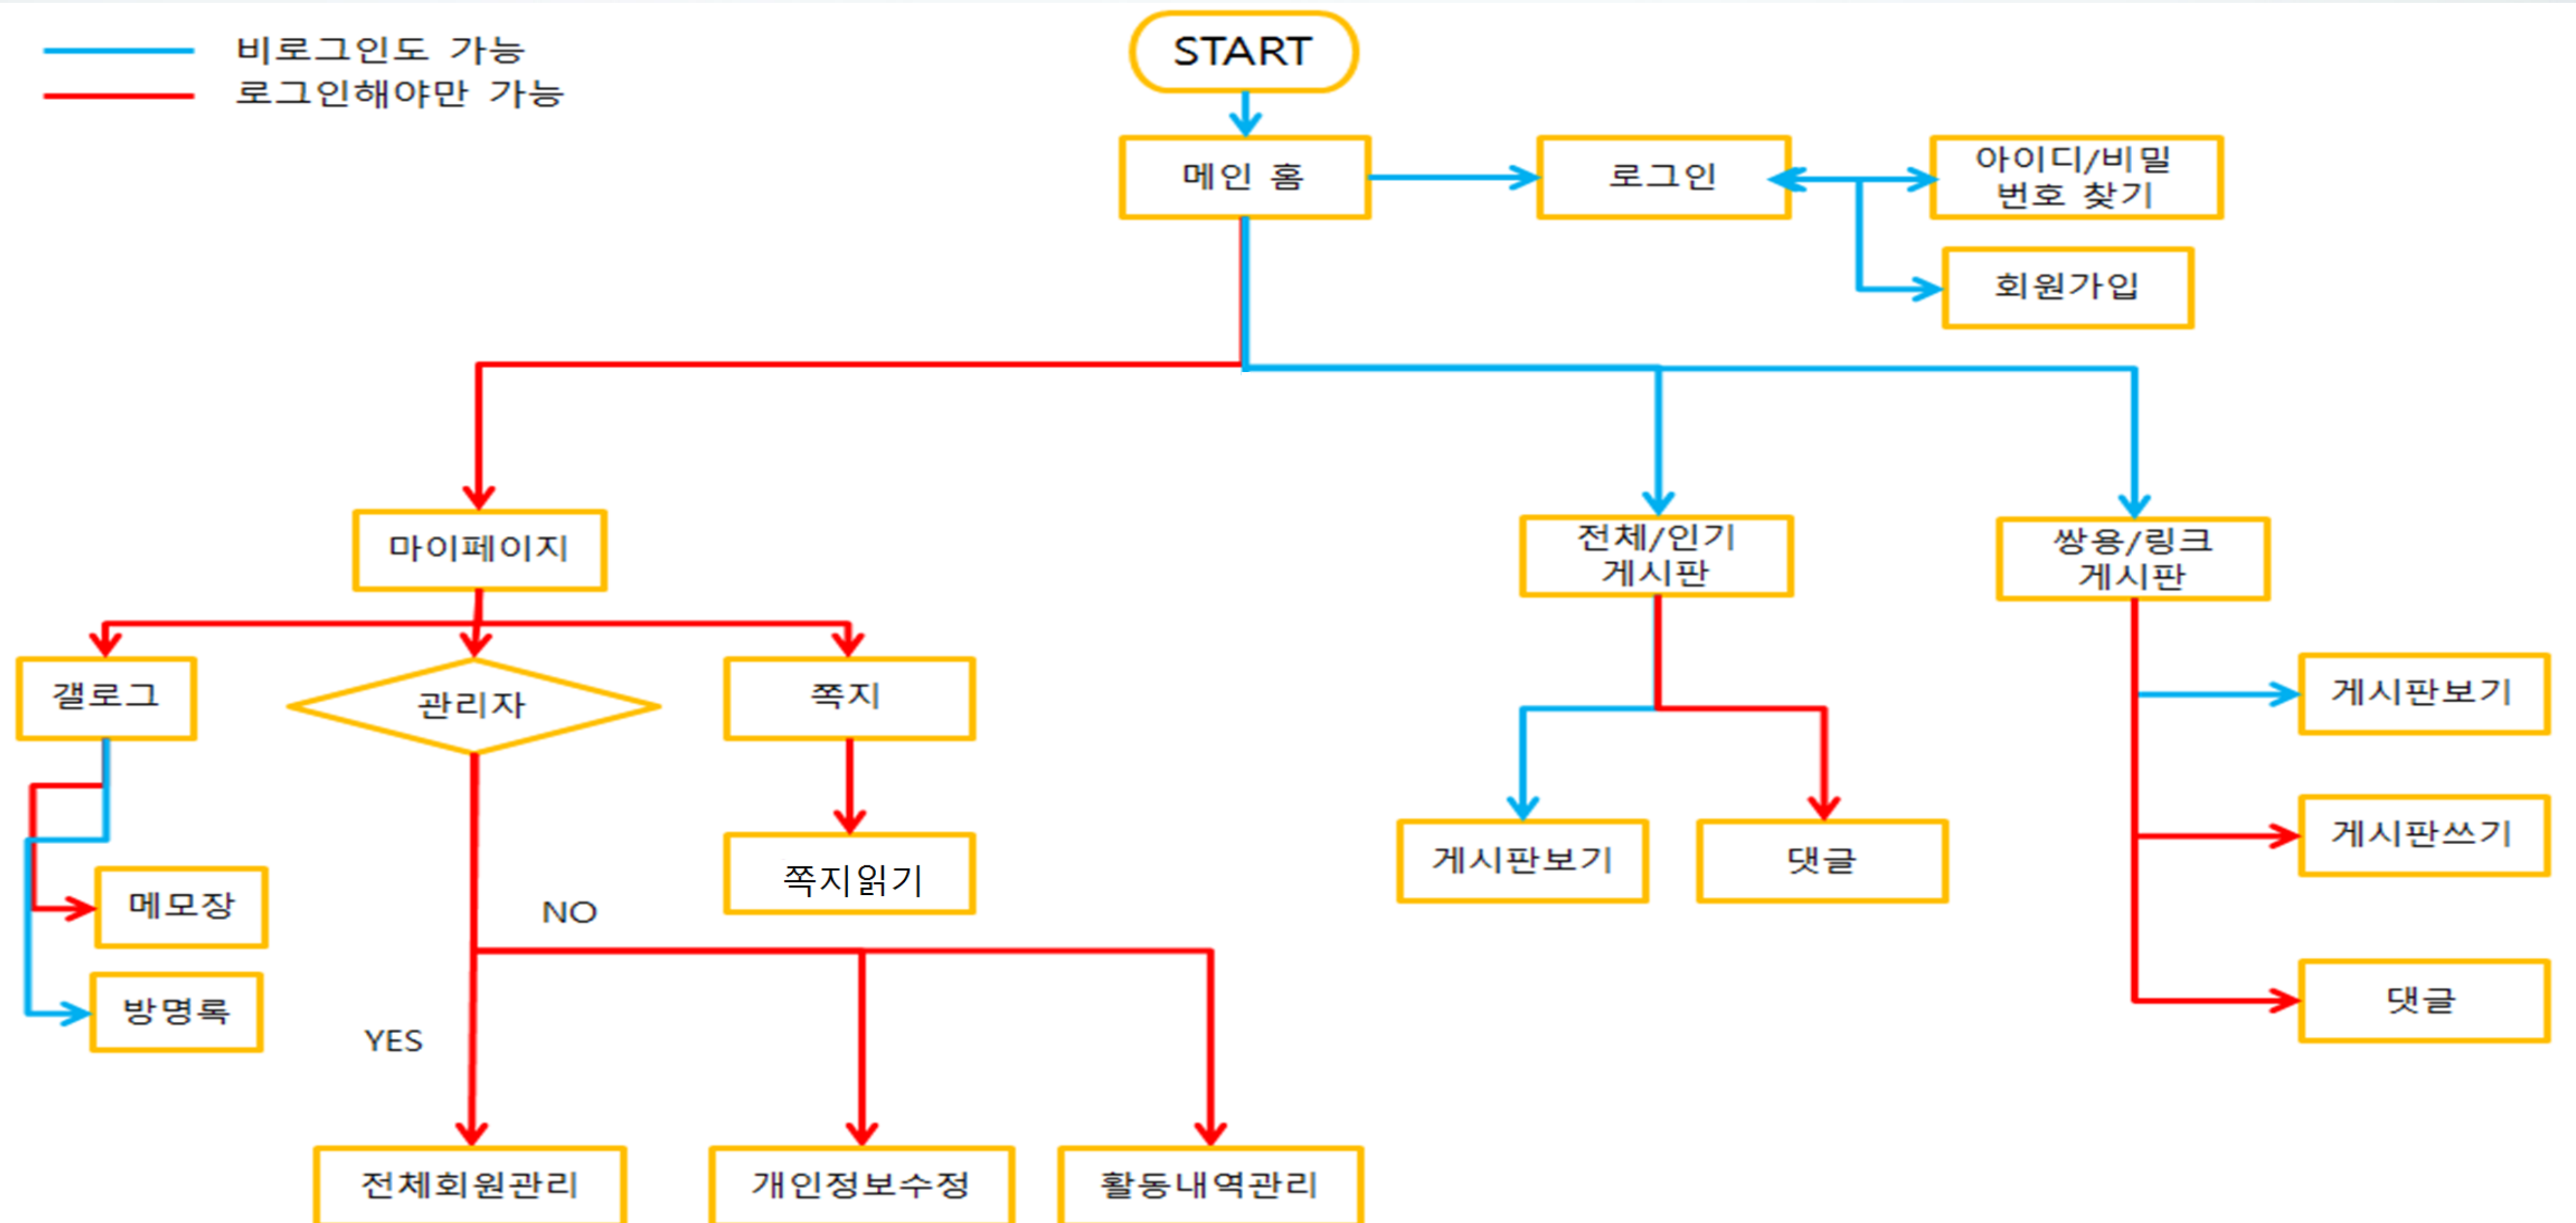 비로그인도 가능
로그인해야만 가능
START
메인 홈
로그인
아이디/비밀
번호 찾기
회원가입
마이페이지
전체/인기
게시판
쌍용/링크
게시판
갤로그
관리자
쪽지
게시판보기
게시판쓰기
댓글
쪽지읽기
게시판보기
댓글
메모장
방명록
NO
YES
전체회원관리
개인정보수정
활동내역관리